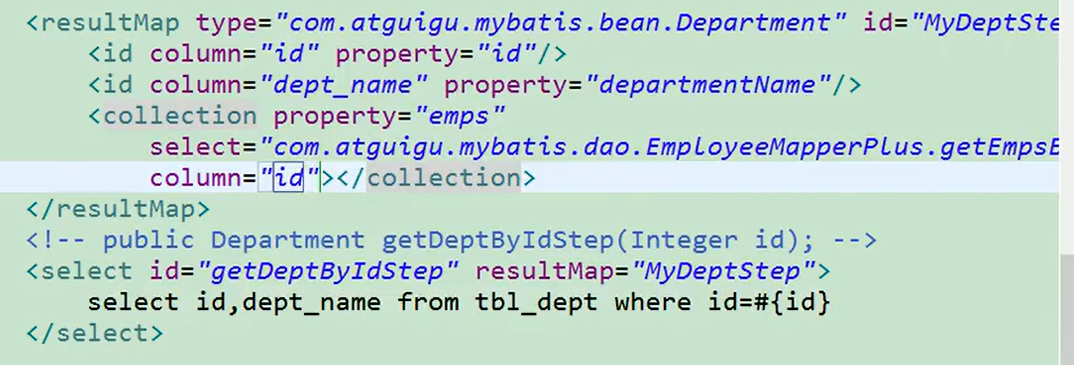 <resultMap type="com.atguigu.mybatis.bean.Department" id="MyDeptSte
<id column="id" property="id"/>
<id column="dept_name" property="departmentName"/>
<collection property="emps"
select="com.atguigu.mybatis.dao.EmployeeMapperPlus.getEmpsB
column="id"></collection>
</resultMap>
<!-- public Department getDeptByIdStep(Integer id); -->
<select id="getDeptByIdStep" resultMap="MyDeptStep">
select id,dept_name from tbl_dept where id=#{id}
</select>